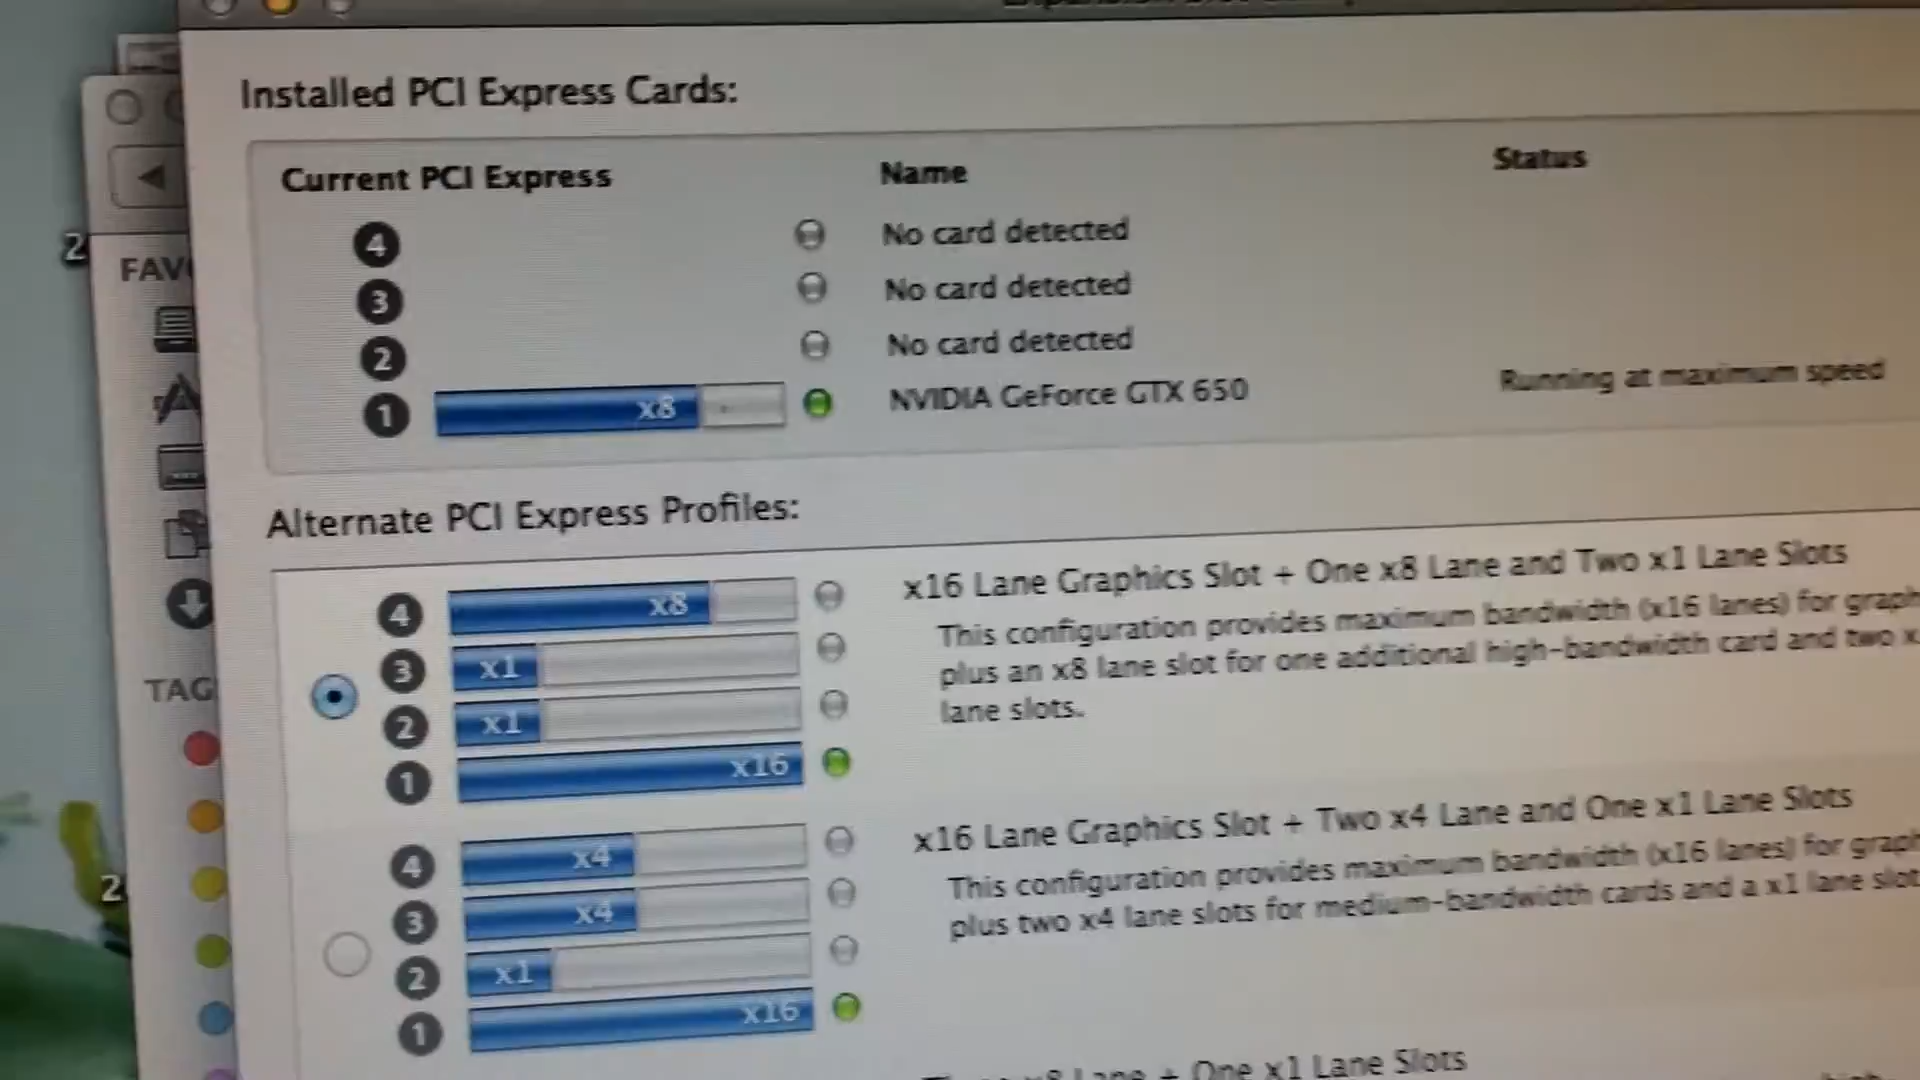 Installed PCI Express Cards:
Current PCI Express Name Status
4 No card detected
3 No card detected
2 No card detected
1 x8 NVIDIA GeForce GTX 650 Running at maximum speed
Alternate PCI Express Profiles:
x16 Lane Graphics Slot + One x8 Lane and Two x1 Lane Slots
This configuration provides maximum bandwidth (x16 lanes) for graph
plus an x8 lane slot for one additional high-bandwidth card and two x
lane slots.
4 x8
3 x1
2 x1
1 x16
x16 Lane Graphics Slot + Two x4 Lane and One x1 Lane Slots
This configuration provides maximum bandwidth (x16 lanes) for graph
plus two x4 lane slots for medium-bandwidth cards and a x1 lane slot
4 x4
3 x4
2 x1
1 x16
x8 Lane + One x1 Lane Slots
FAV
TAG
2
2